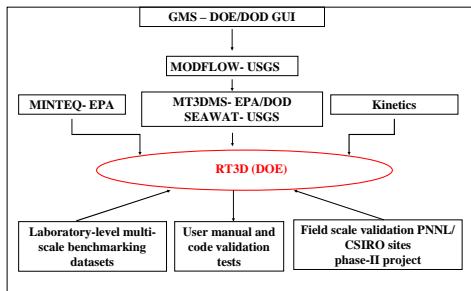 GMS – DOE/DOD GUI
MODFLOW- USGS
MINTEQ- EPA
MT3DMS- EPA/DOD
SEAWAT- USGS
Kinetics
RT3D (DOE)
Laboratory-level multi-
scale benchmarking
datasets
User manual and
code validation
tests
Field scale validation PNNL/
CSIRO sites
phase-II project